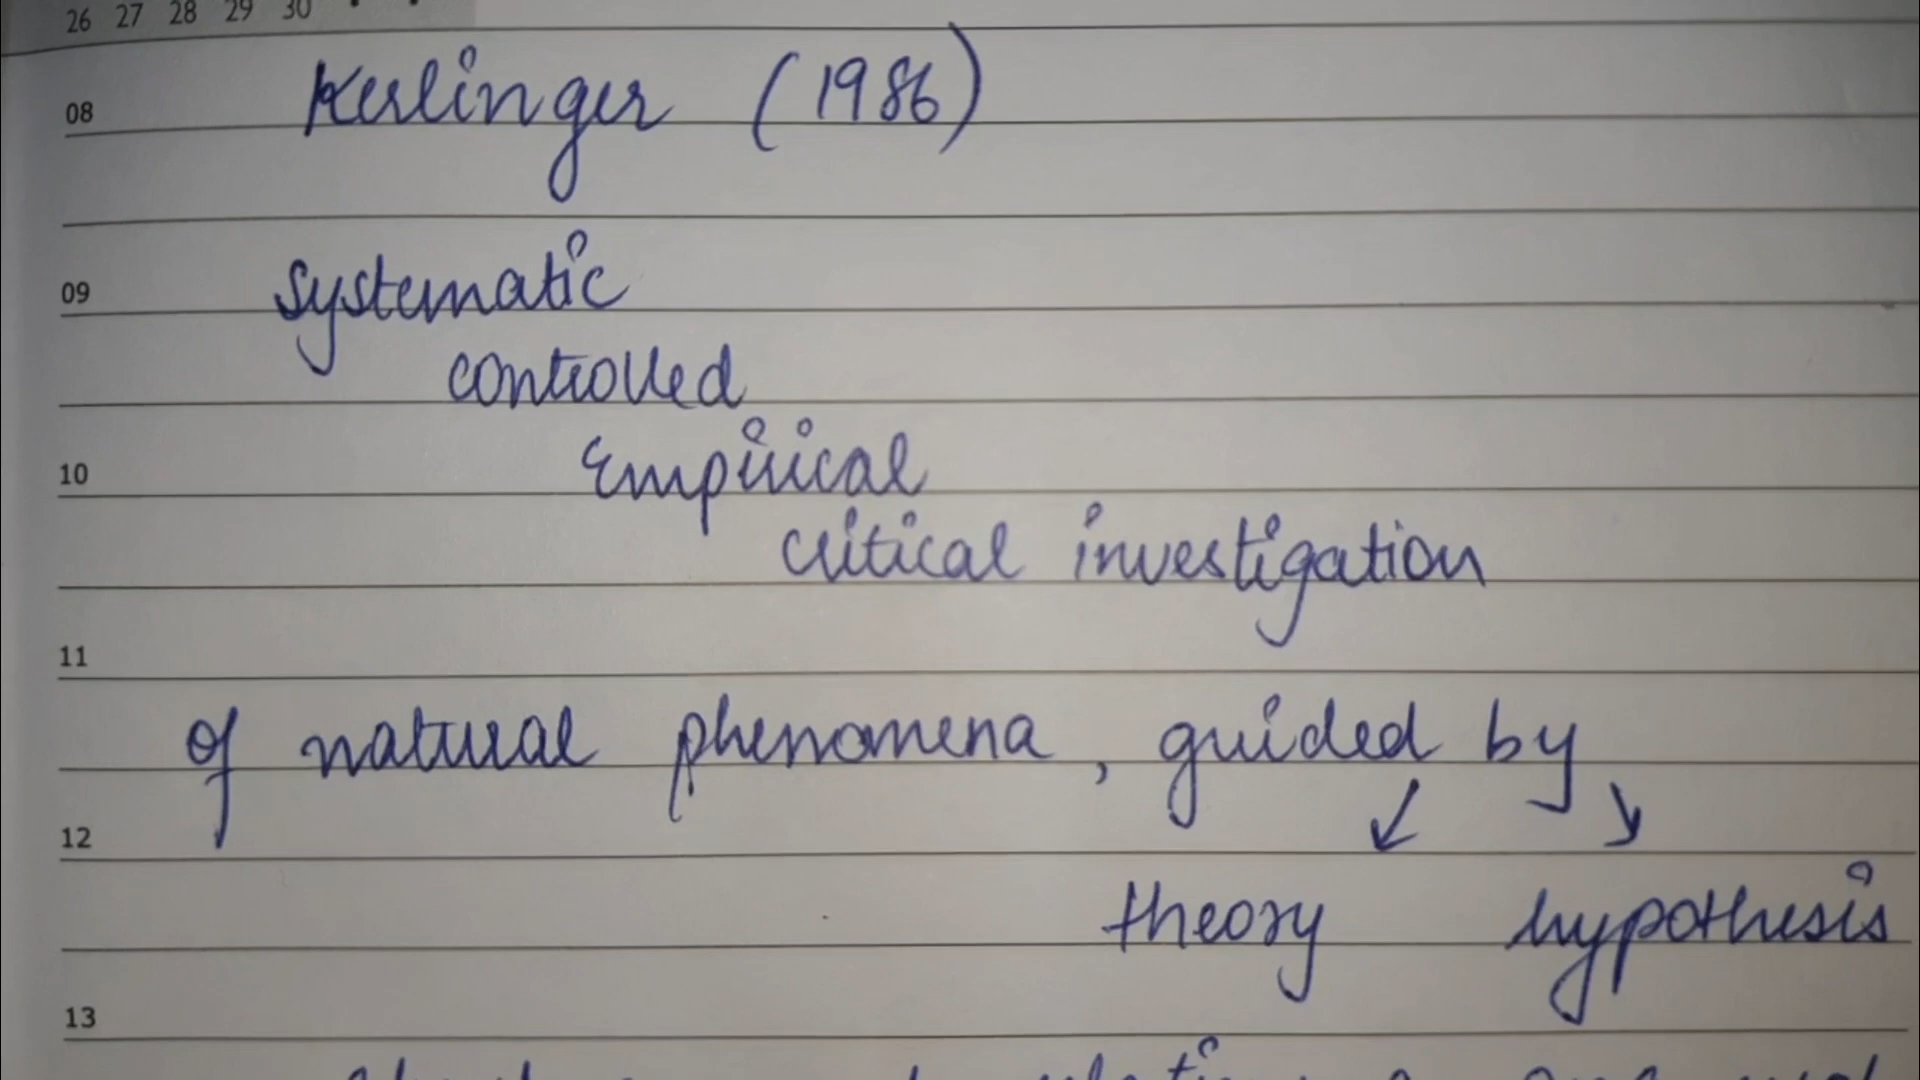 26 27 28 29 30
08 Kerlinger (1986)
09 systematic
controlled
10 Empirical
critical investigation
11
of natural phenomena, guided by
12 ↙ ↘
theory hypothesis
13